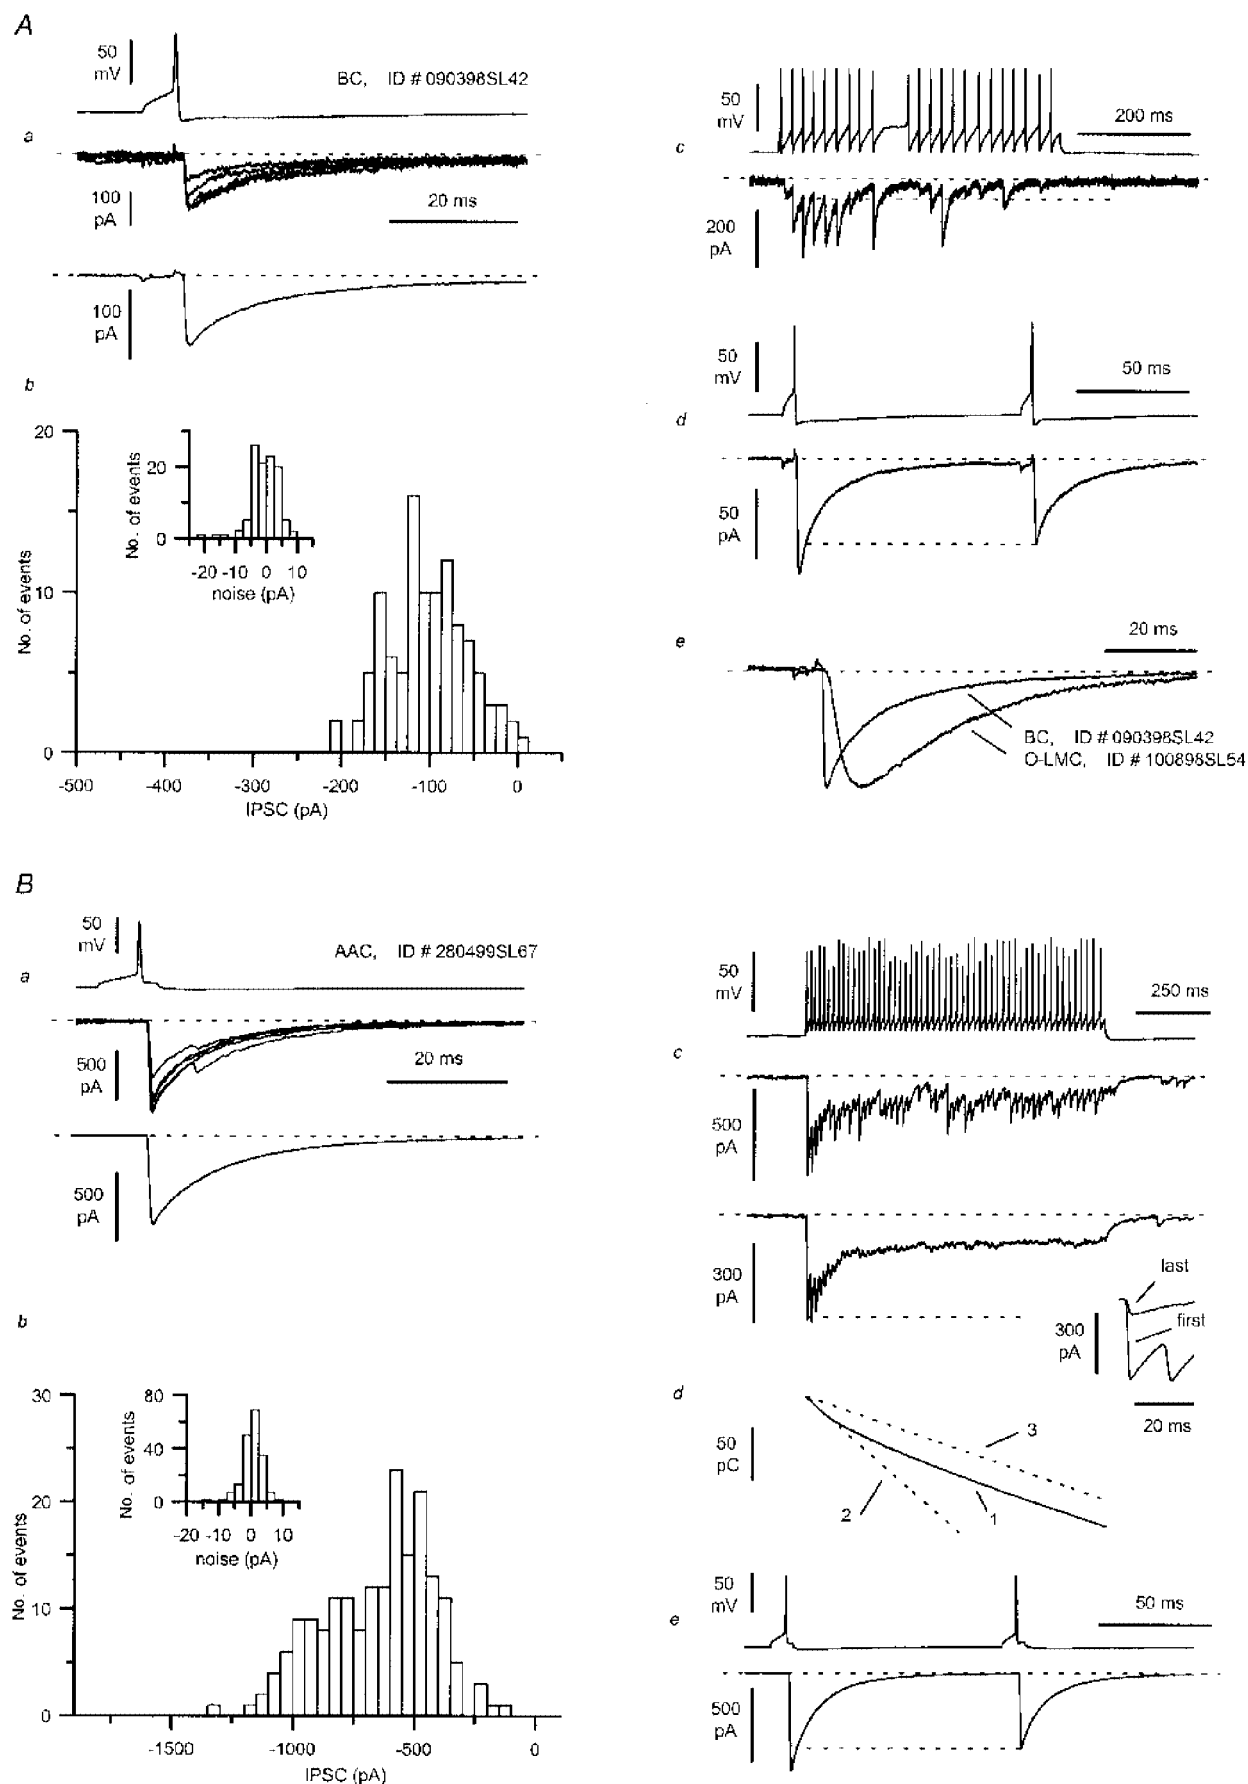 A
50
mV
BC, ID # 090398SL42
a
100
pA
20 ms
100
pA
b
20
10
0
No. of events
20
0
No. of events
-20 -10 0 10
noise (pA)
-500 -400 -300 -200 -100 0
IPSC (pA)
50
mV
200 ms
c
200
pA
50
mV
50 ms
d
50
pA
20 ms
e
BC, ID # 090398SL42
O-LMC, ID # 100898SL54
B
50
mV
AAC, ID # 280499SL67
a
500
pA
20 ms
500
pA
b
30
20
10
0
No. of events
80
40
0
No. of events
-20 -10 0 10
noise (pA)
-1500 -1000 -500 0
IPSC (pA)
50
mV
250 ms
c
500
pA
300
pA
last
first
300
pA
20 ms
d
50
pC
3
2
1
50
mV
50 ms
e
500
pA